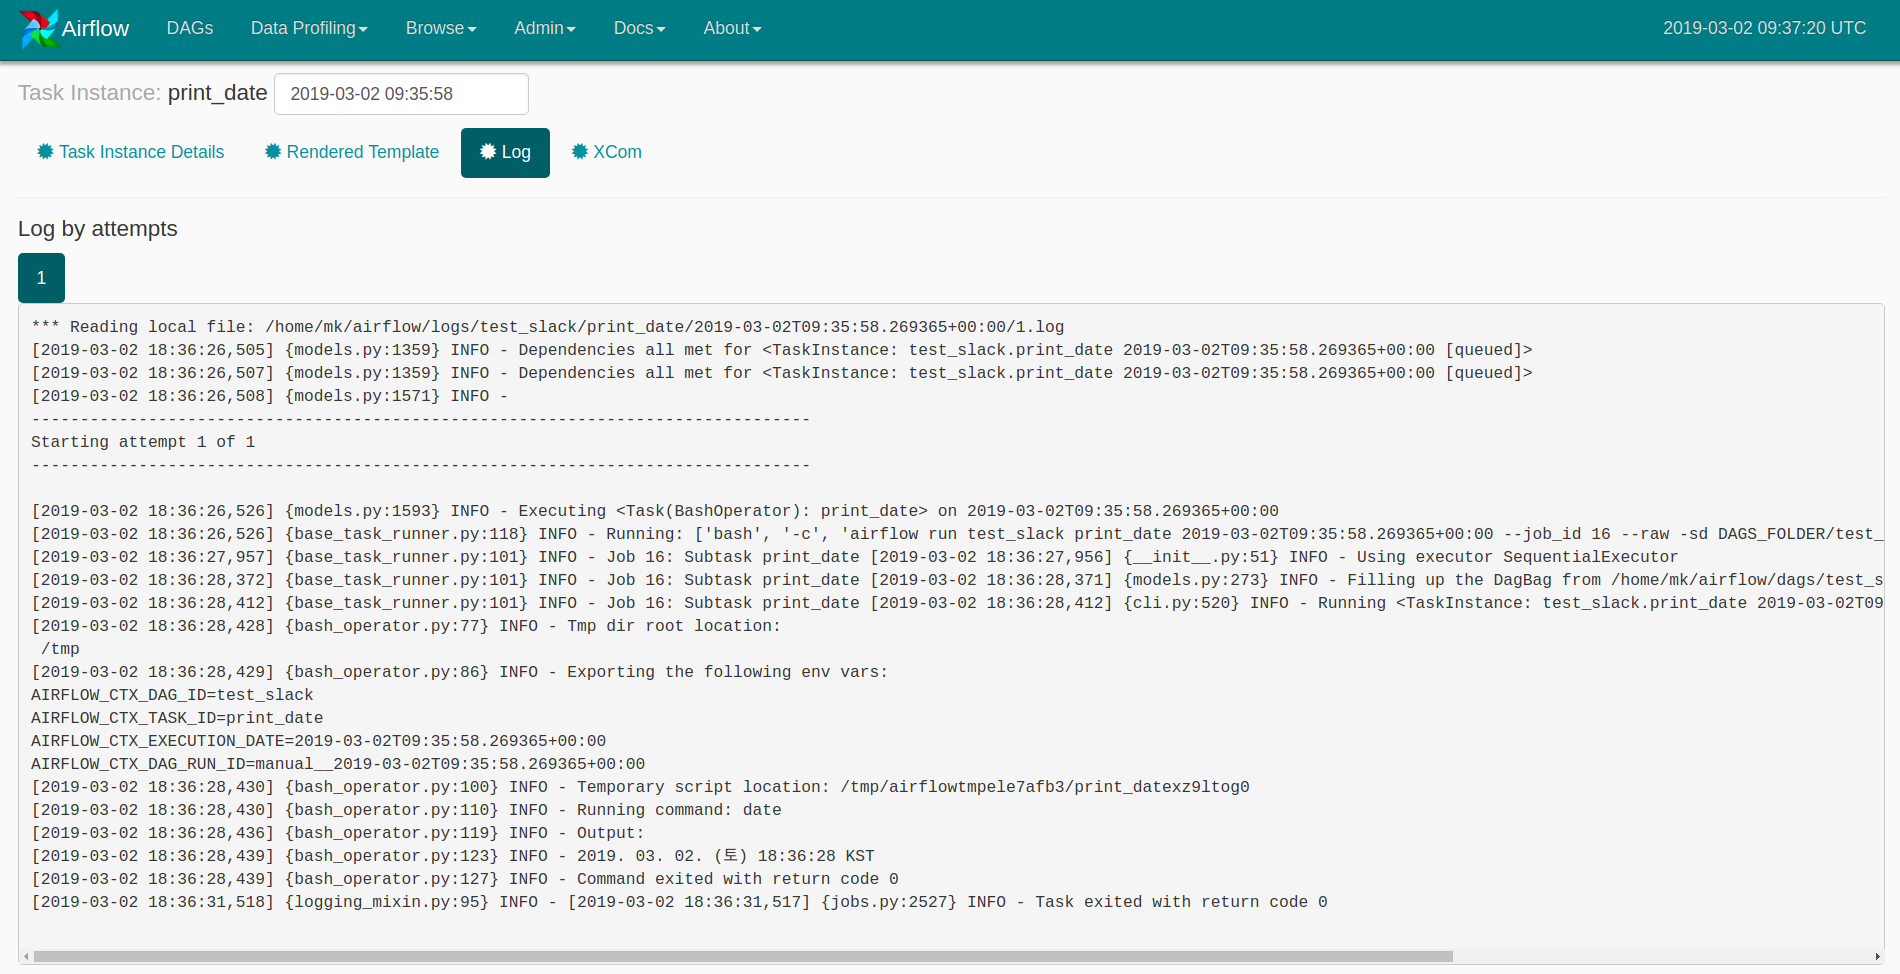 Airflow DAGs Data Profiling Browse Admin Docs About 2019-03-02 09:37:20 UTC
Task Instance: print_date 2019-03-02 09:35:58
Task Instance Details Rendered Template Log XCom
Log by attempts
1
*** Reading local file: /home/mk/airflow/logs/test_slack/print_date/2019-03-02T09:35:58.269365+00:00/1.log
[2019-03-02 18:36:26,505] {models.py:1359} INFO - Dependencies all met for <TaskInstance: test_slack.print_date 2019-03-02T09:35:58.269365+00:00 [queued]>
[2019-03-02 18:36:26,507] {models.py:1359} INFO - Dependencies all met for <TaskInstance: test_slack.print_date 2019-03-02T09:35:58.269365+00:00 [queued]>
[2019-03-02 18:36:26,508] {models.py:1571} INFO -
--------------------------------------------------------------------------------
Starting attempt 1 of 1
--------------------------------------------------------------------------------
[2019-03-02 18:36:26,526] {models.py:1593} INFO - Executing <Task(BashOperator): print_date> on 2019-03-02T09:35:58.269365+00:00
[2019-03-02 18:36:26,526] {base_task_runner.py:118} INFO - Running: ['bash', '-c', 'airflow run test_slack print_date 2019-03-02T09:35:58.269365+00:00 --job_id 16 --raw -sd DAGS_FOLDER/test_
[2019-03-02 18:36:27,957] {base_task_runner.py:101} INFO - Job 16: Subtask print_date [2019-03-02 18:36:27,956] {__init__.py:51} INFO - Using executor SequentialExecutor
[2019-03-02 18:36:28,372] {base_task_runner.py:101} INFO - Job 16: Subtask print_date [2019-03-02 18:36:28,371] {models.py:273} INFO - Filling up the DagBag from /home/mk/airflow/dags/test_s
[2019-03-02 18:36:28,412] {base_task_runner.py:101} INFO - Job 16: Subtask print_date [2019-03-02 18:36:28,412] {cli.py:520} INFO - Running <TaskInstance: test_slack.print_date 2019-03-02T09
[2019-03-02 18:36:28,428] {bash_operator.py:77} INFO - Tmp dir root location:
/tmp
[2019-03-02 18:36:28,429] {bash_operator.py:86} INFO - Exporting the following env vars:
AIRFLOW_CTX_DAG_ID=test_slack
AIRFLOW_CTX_TASK_ID=print_date
AIRFLOW_CTX_EXECUTION_DATE=2019-03-02T09:35:58.269365+00:00
AIRFLOW_CTX_DAG_RUN_ID=manual__2019-03-02T09:35:58.269365+00:00
[2019-03-02 18:36:28,430] {bash_operator.py:100} INFO - Temporary script location: /tmp/airflowtmpele7afb3/print_datexz9ltog0
[2019-03-02 18:36:28,430] {bash_operator.py:110} INFO - Running command: date
[2019-03-02 18:36:28,436] {bash_operator.py:119} INFO - Output:
[2019-03-02 18:36:28,439] {bash_operator.py:123} INFO - 2019. 03. 02. (토) 18:36:28 KST
[2019-03-02 18:36:28,439] {bash_operator.py:127} INFO - Command exited with return code 0
[2019-03-02 18:36:31,518] {logging_mixin.py:95} INFO - [2019-03-02 18:36:31,517] {jobs.py:2527} INFO - Task exited with return code 0